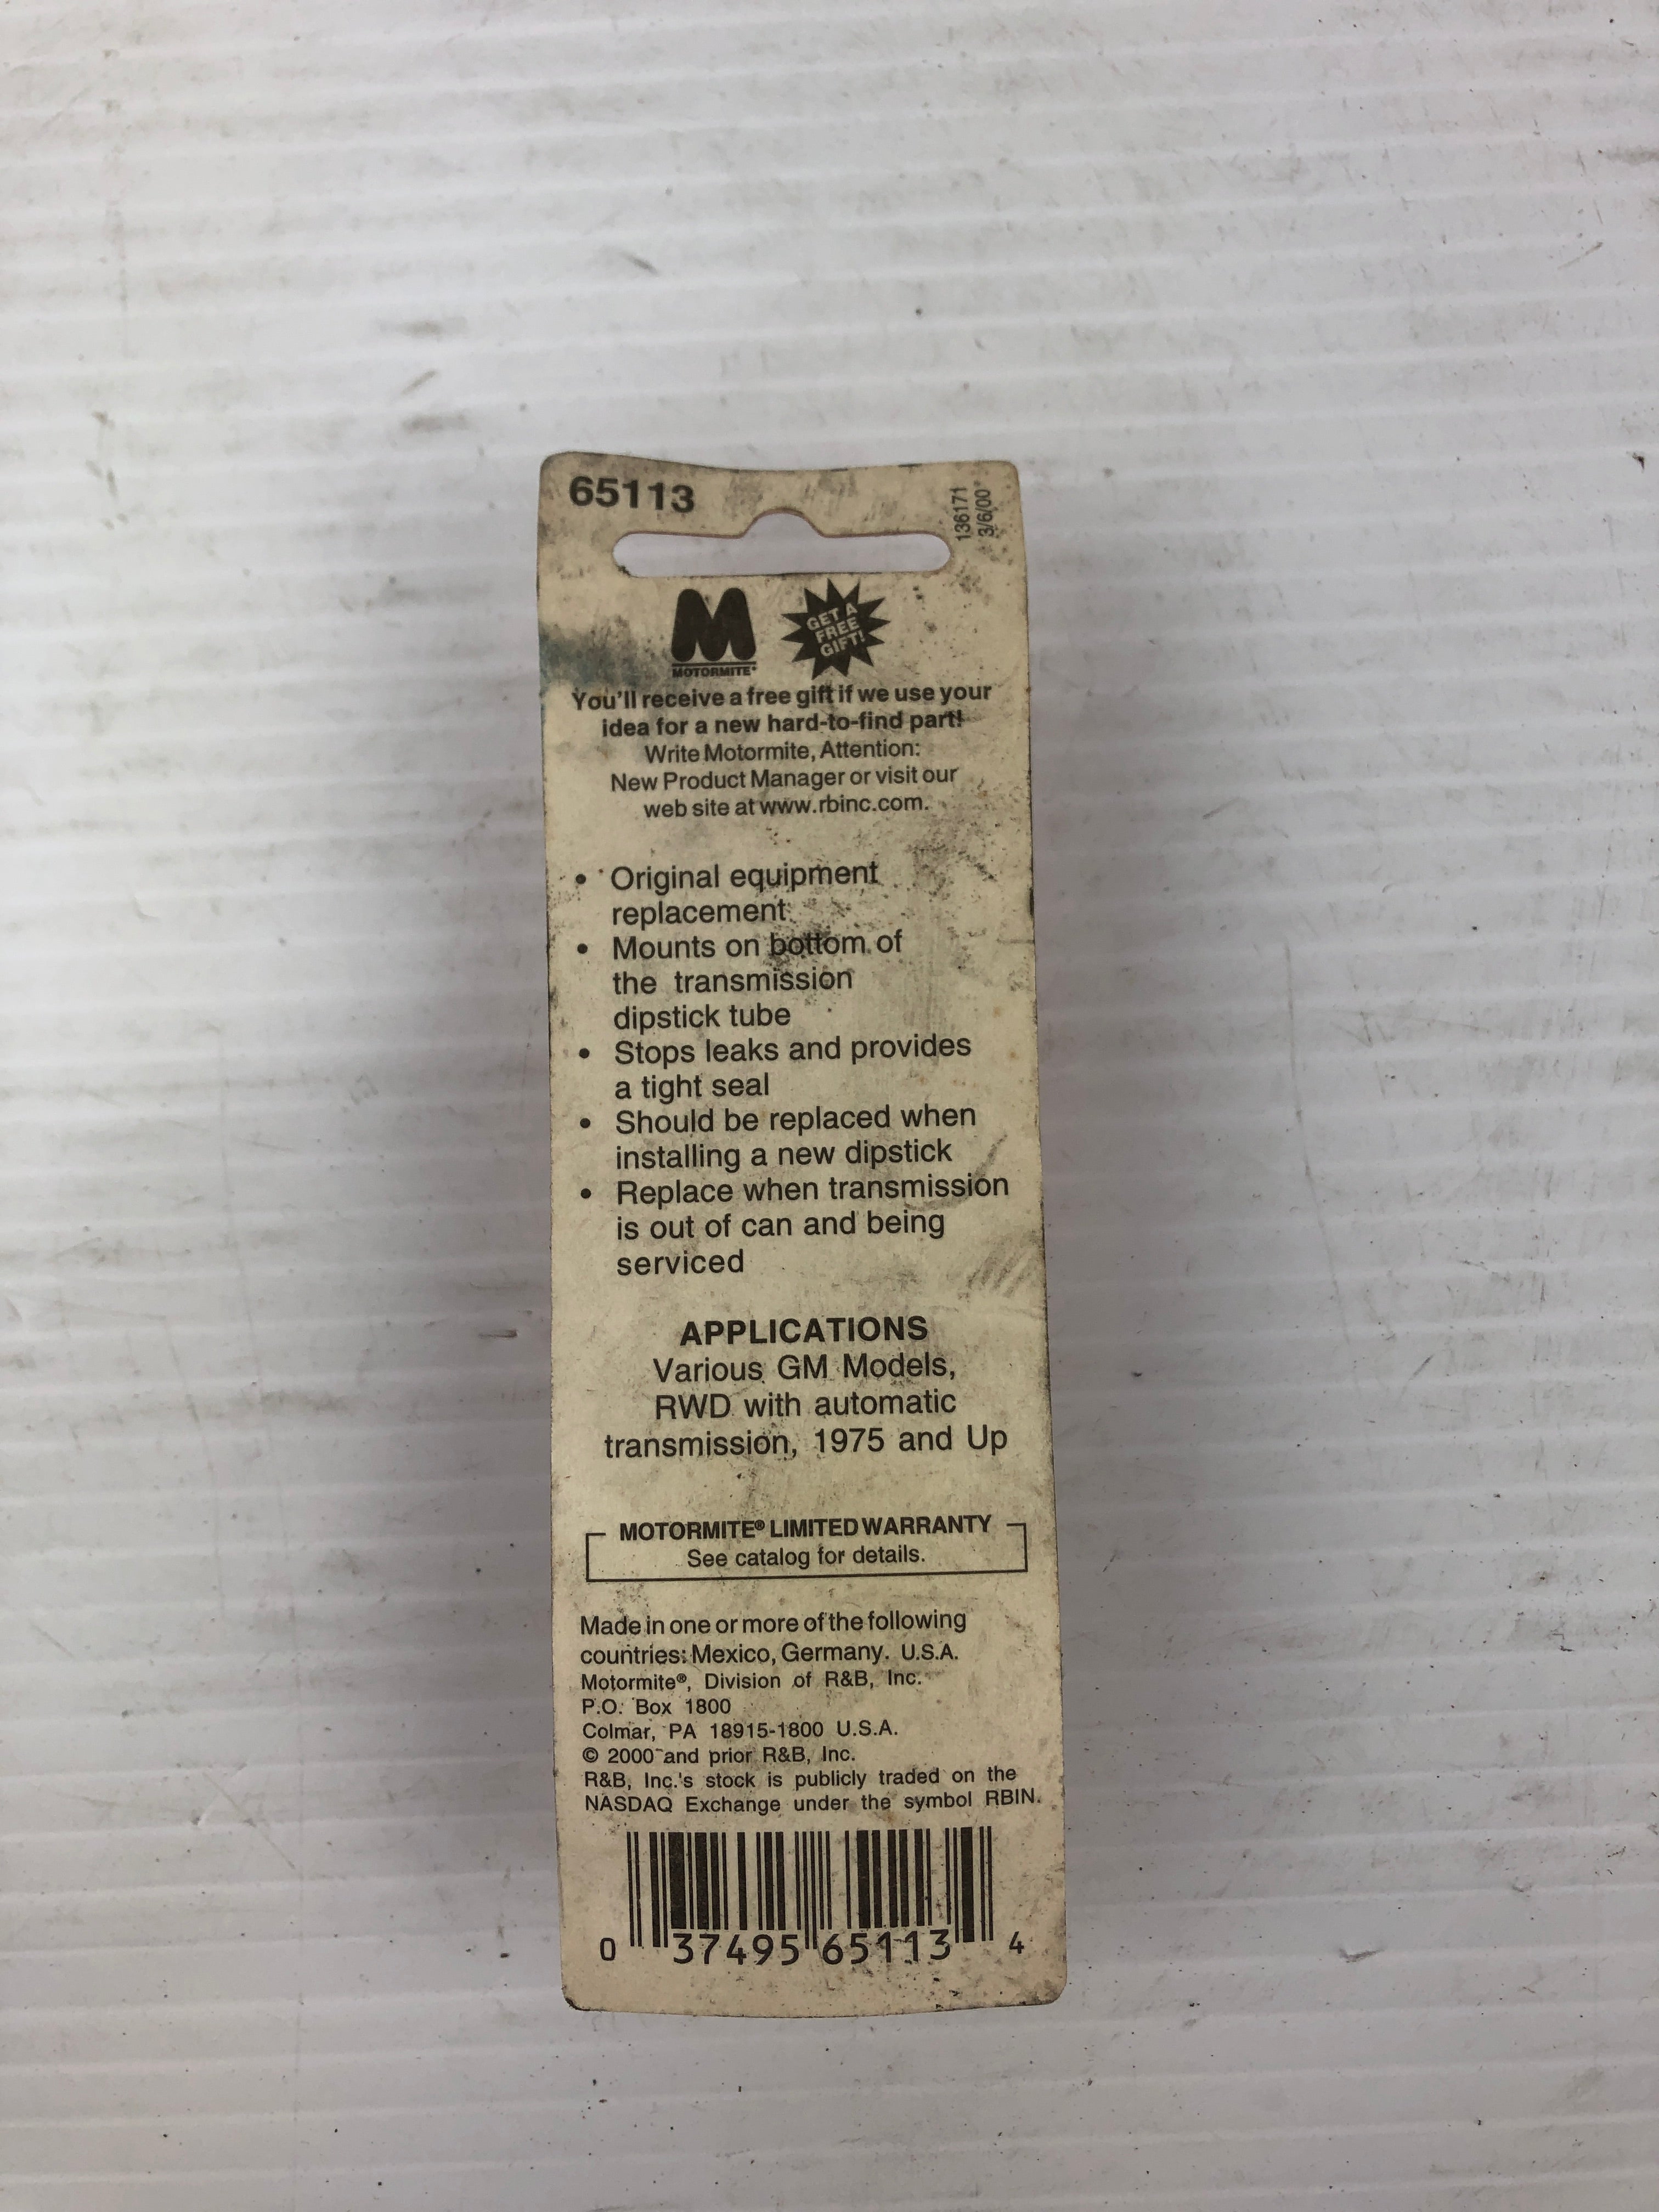 65113
136171
3/6/00
M
MOTORMITE®
GET A
FREE
GIFT!
You'll receive a free gift if we use your
idea for a new hard-to-find part!
Write Motormite, Attention:
New Product Manager or visit our
web site at www.rbinc.com.
• Original equipment
replacement
• Mounts on bottom of
the transmission
dipstick tube
• Stops leaks and provides
a tight seal
• Should be replaced when
installing a new dipstick
• Replace when transmission
is out of can and being
serviced
APPLICATIONS
Various GM Models,
RWD with automatic
transmission, 1975 and Up
MOTORMITE® LIMITED WARRANTY
See catalog for details.
Made in one or more of the following
countries: Mexico, Germany. U.S.A.
Motormite®, Division of R&B, Inc.
P.O. Box 1800
Colmar, PA 18915-1800 U.S.A.
© 2000 and prior R&B, Inc.
R&B, Inc.'s stock is publicly traded on the
NASDAQ Exchange under the symbol RBIN.
0 37495 65113 4